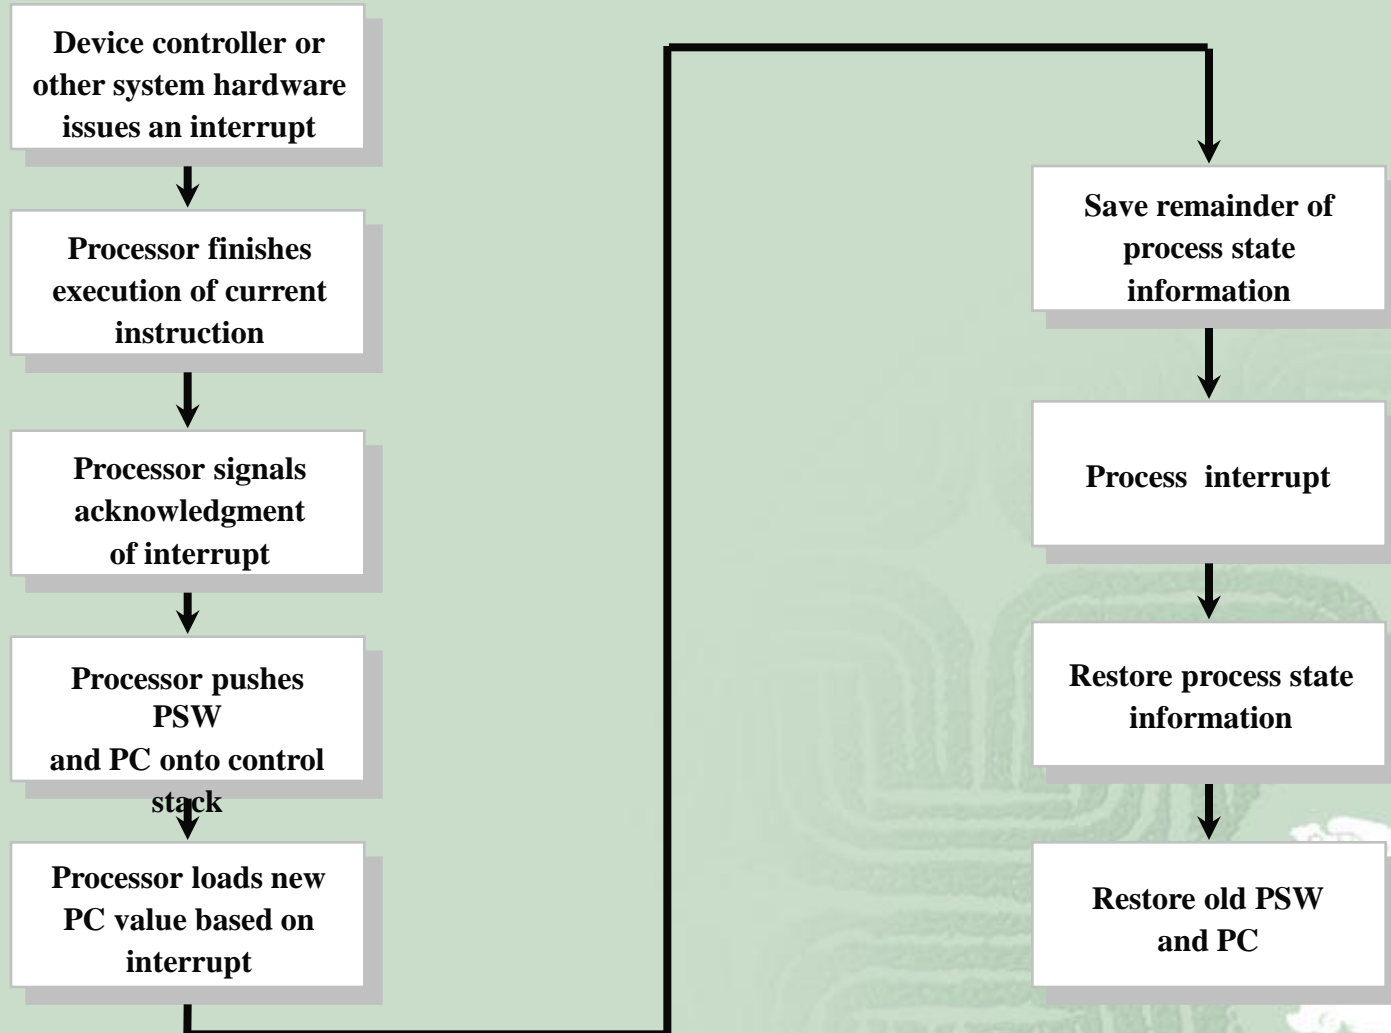 Device controller or
other system hardware
issues an interrupt
Processor finishes
execution of current
instruction
Processor signals
acknowledgment
of interrupt
Processor pushes
PSW
and PC onto control
stack
Processor loads new
PC value based on
interrupt
Save remainder of
process state
information
Process interrupt
Restore process state
information
Restore old PSW
and PC